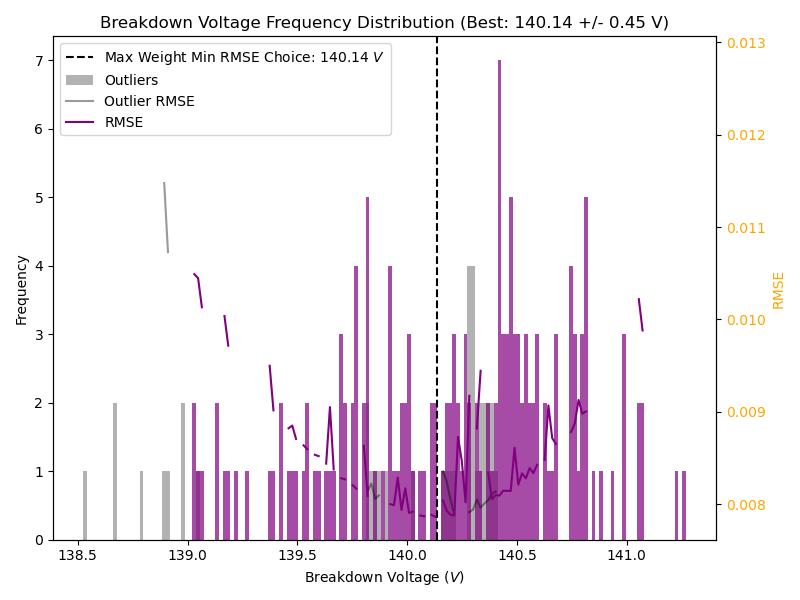 Breakdown Voltage Frequency Distribution (Best: 140.14 +/- 0.45 V)
Max Weight Min RMSE Choice: 140.14 V
Outliers
Outlier RMSE
RMSE
Frequency
7
6
5
4
3
2
1
0
0.013
0.012
0.011
0.010
0.009
0.008
RMSE
138.5
139.0
139.5
140.0
140.5
141.0
Breakdown Voltage (V)